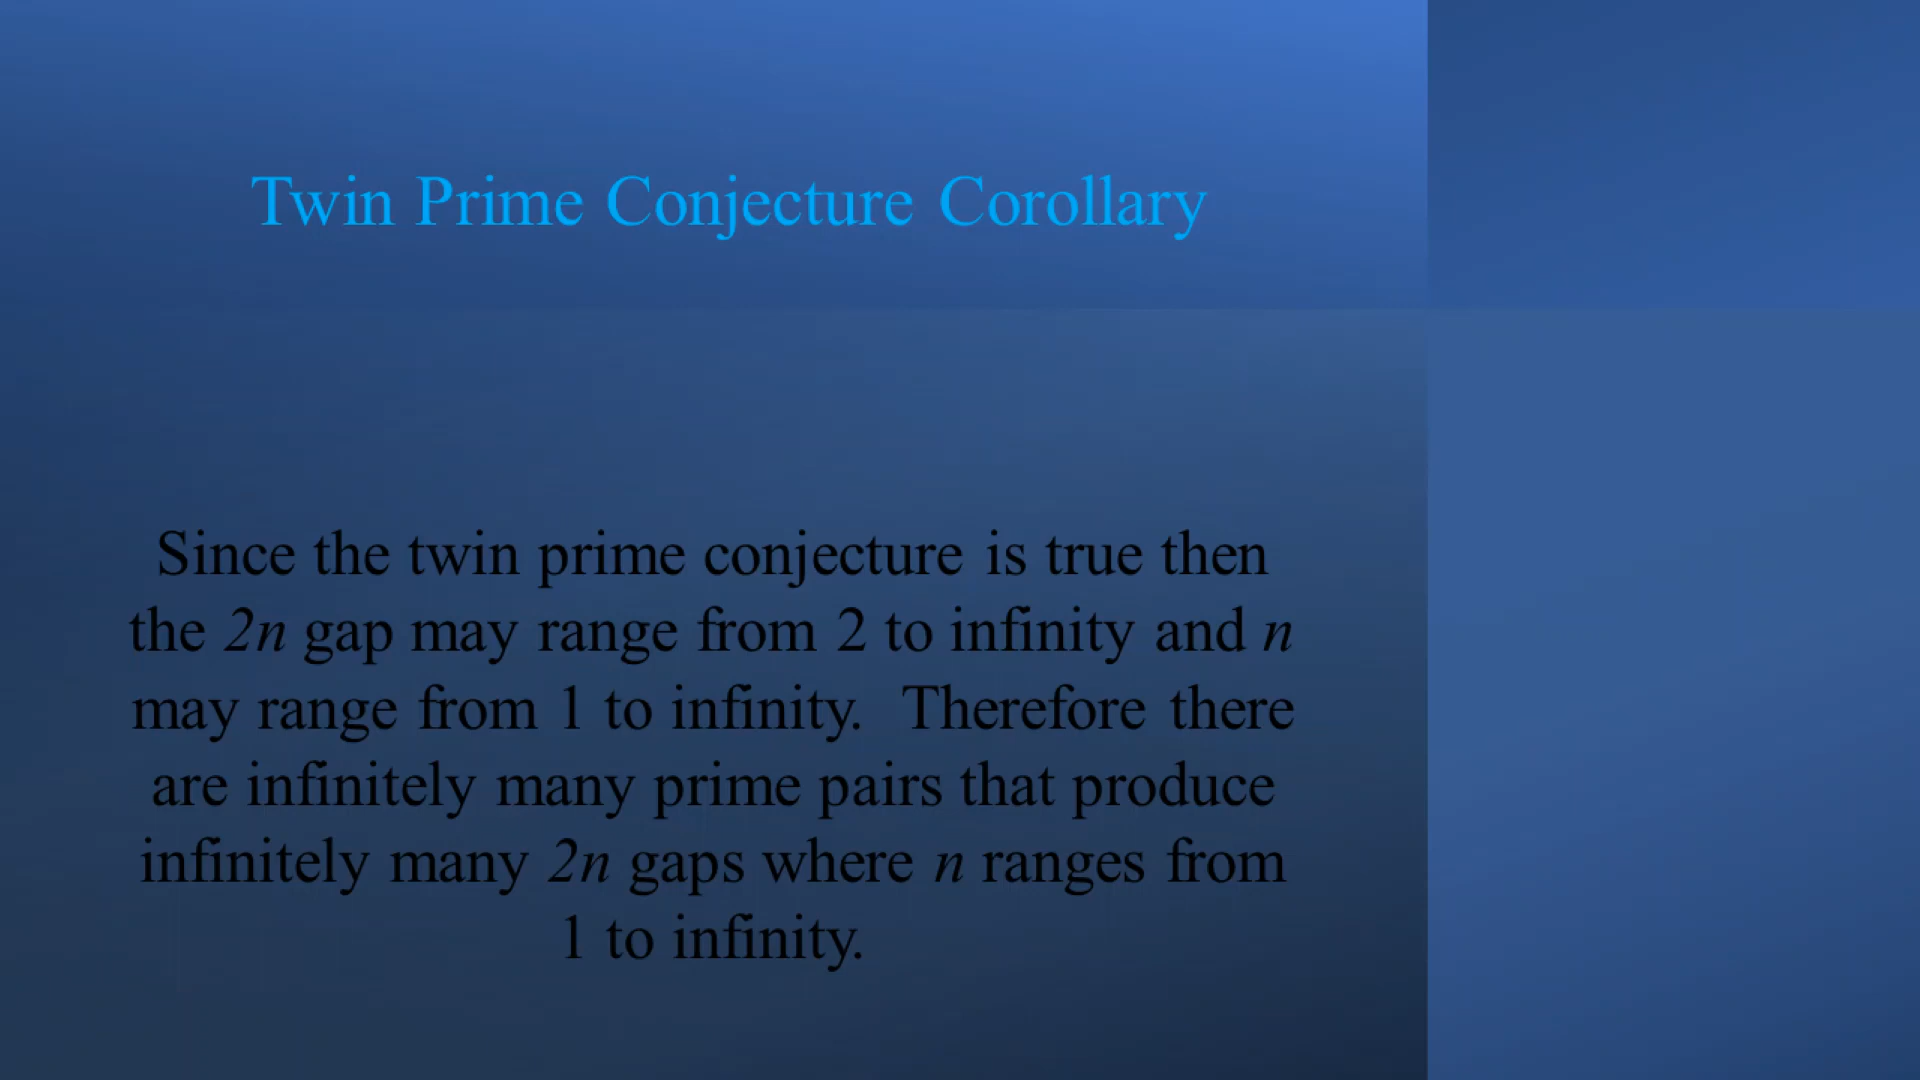 Twin Prime Conjecture Corollary
Since the twin prime conjecture is true then
the 2n gap may range from 2 to infinity and n
may range from 1 to infinity.  Therefore there
are infinitely many prime pairs that produce
infinitely many 2n gaps where n ranges from
1 to infinity.